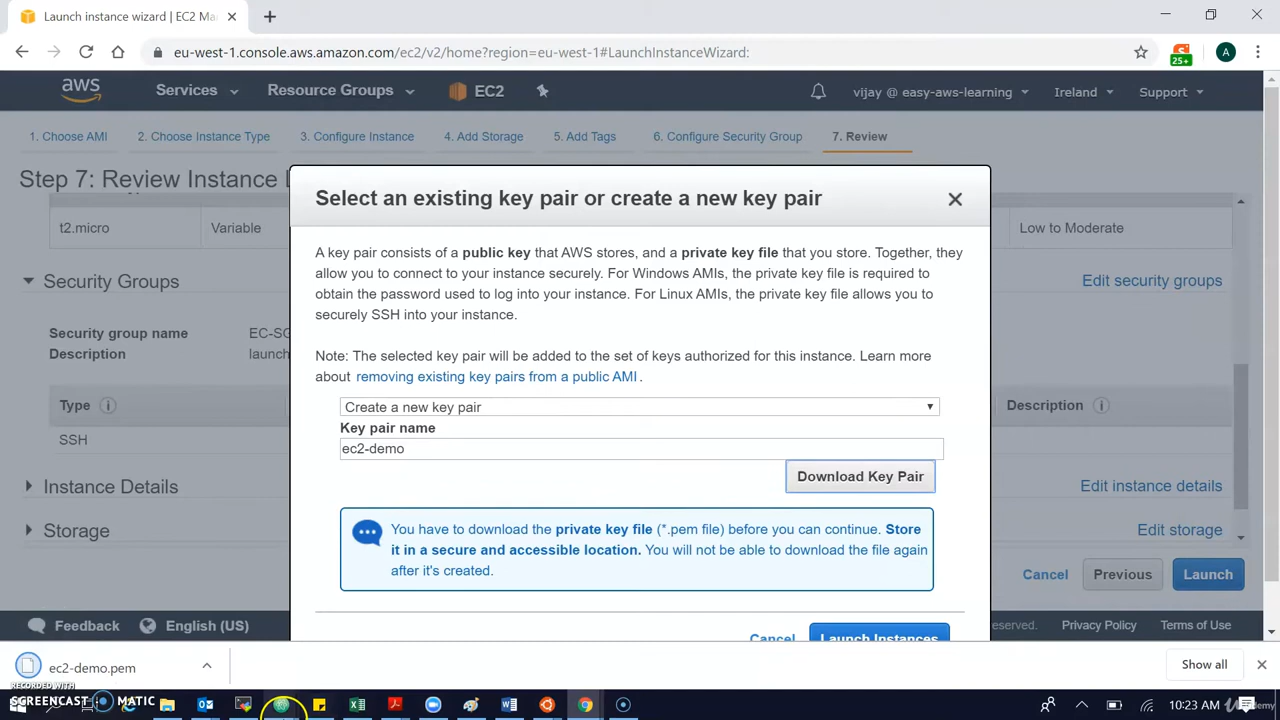 Launch instance wizard | EC2 Ma
eu-west-1.console.aws.amazon.com/ec2/v2/home?region=eu-west-1#LaunchInstanceWizard:
25+
A
aws
Services
Resource Groups
EC2
vijay @ easy-aws-learning
Ireland
Support
1. Choose AMI
2. Choose Instance Type
3. Configure Instance
4. Add Storage
5. Add Tags
6. Configure Security Group
7. Review
Step 7: Review Instance L
Select an existing key pair or create a new key pair
t2.micro
Variable
Low to Moderate
A key pair consists of a public key that AWS stores, and a private key file that you store. Together, they
allow you to connect to your instance securely. For Windows AMIs, the private key file is required to
obtain the password used to log into your instance. For Linux AMIs, the private key file allows you to
securely SSH into your instance.
Security Groups
Edit security groups
Security group name
EC-SG
Description
launch
Note: The selected key pair will be added to the set of keys authorized for this instance. Learn more
about removing existing key pairs from a public AMI .
Type
Description
SSH
Create a new key pair
Key pair name
ec2-demo
Download Key Pair
Instance Details
Edit instance details
Storage
Edit storage
You have to download the private key file (*.pem file) before you can continue. Store
it in a secure and accessible location. You will not be able to download the file again
after it's created.
Cancel
Previous
Launch
Cancel
Launch Instances
Feedback
English (US)
reserved.
Privacy Policy
Terms of Use
ec2-demo.pem
Show all
RECORDED WITH
SCREENCAST MATIC
10:23 AM